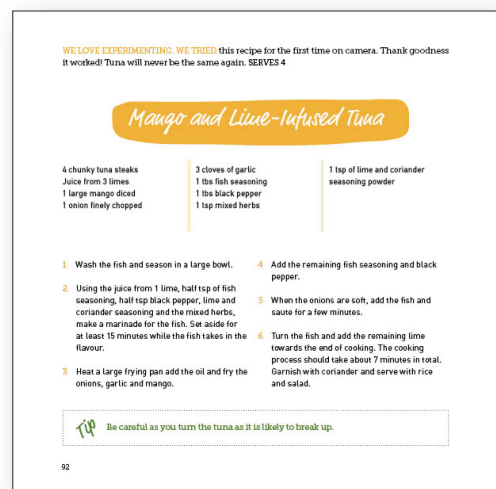 WE LOVE EXPERIMENTING. WE TRIED this recipe for the first time on camera. Thank goodness
it worked! Tuna will never be the same again. SERVES 4
Mango and Lime-Infused Tuna
4 chunky tuna steaks
Juice from 3 limes
1 large mango diced
1 onion finely chopped
3 cloves of garlic
1 tbs fish seasoning
1 tbs black pepper
1 tsp mixed herbs
1 tsp of lime and coriander
seasoning powder
1 Wash the fish and season in a large bowl.
2 Using the juice from 1 lime, half tsp of fish
seasoning, half tsp black pepper, lime and
coriander seasoning and the mixed herbs,
make a marinade for the fish. Set aside for
at least 15 minutes while the fish takes in the
flavour.
3 Heat a large frying pan add the oil and fry the
onions, garlic and mango.
4 Add the remaining fish seasoning and black
pepper.
5 When the onions are soft, add the fish and
saute for a few minutes.
6 Turn the fish and add the remaining lime
towards the end of cooking. The cooking
process should take about 7 minutes in total.
Garnish with coriander and serve with rice
and salad.
Tip Be careful as you turn the tuna as it is likely to break up.
92